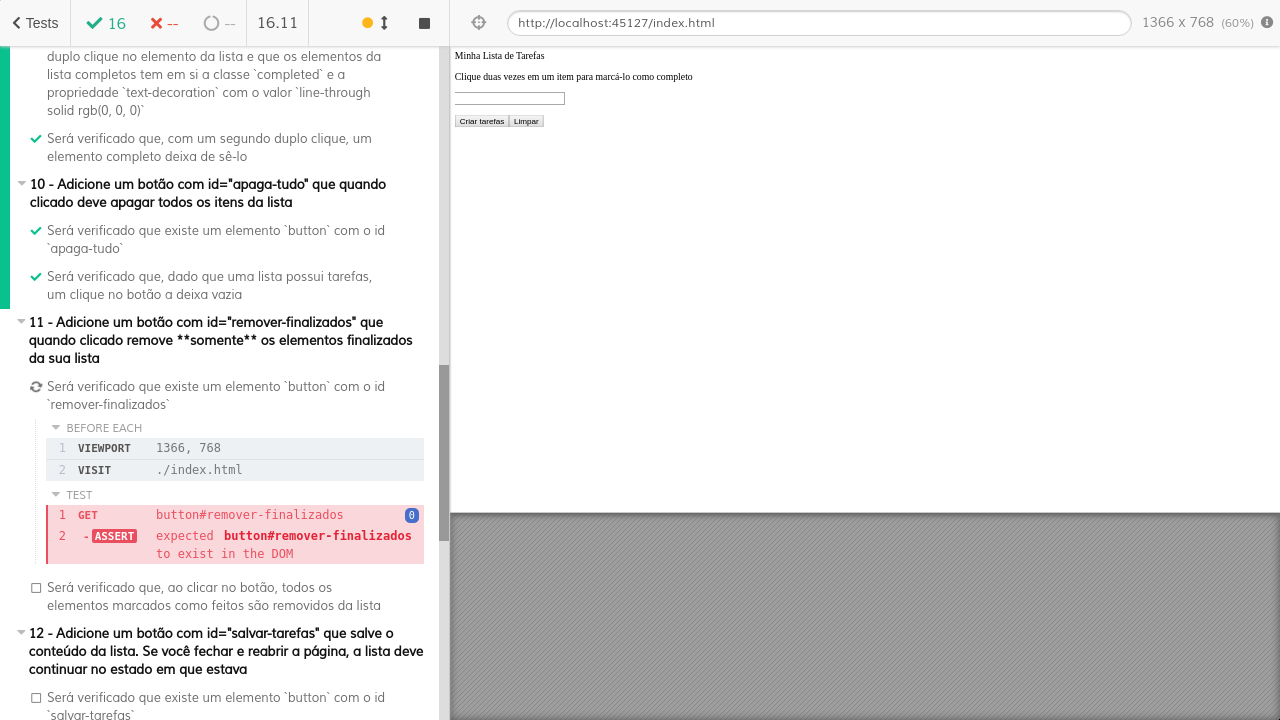 Tests
16
--
--
16.11
http://localhost:45127/index.html
1366 x 768 (60%)
duplo clique no elemento da lista e que os elementos da
lista completos tem em si a classe `completed` e a
propriedade `text-decoration` com o valor `line-through
solid rgb(0, 0, 0)`
Será verificado que, com um segundo duplo clique, um
elemento completo deixa de sê-lo
10 - Adicione um botão com id="apaga-tudo" que quando
clicado deve apagar todos os itens da lista
Será verificado que existe um elemento `button` com o id
`apaga-tudo`
Será verificado que, dado que uma lista possui tarefas,
um clique no botão a deixa vazia
11 - Adicione um botão com id="remover-finalizados" que
quando clicado remove **somente** os elementos finalizados
da sua lista
Será verificado que existe um elemento `button` com o id
`remover-finalizados`
BEFORE EACH
1 VIEWPORT 1366, 768
2 VISIT ./index.html
TEST
1 GET button#remover-finalizados 0
2 -ASSERT expected button#remover-finalizados
to exist in the DOM
Será verificado que, ao clicar no botão, todos os
elementos marcados como feitos são removidos da lista
12 - Adicione um botão com id="salvar-tarefas" que salve o
conteúdo da lista. Se você fechar e reabrir a página, a lista deve
continuar no estado em que estava
Será verificado que existe um elemento `button` com o id
`salvar-tarefas`
Minha Lista de Tarefas
Clique duas vezes em um item para marcá-lo como completo
Criar tarefas Limpar